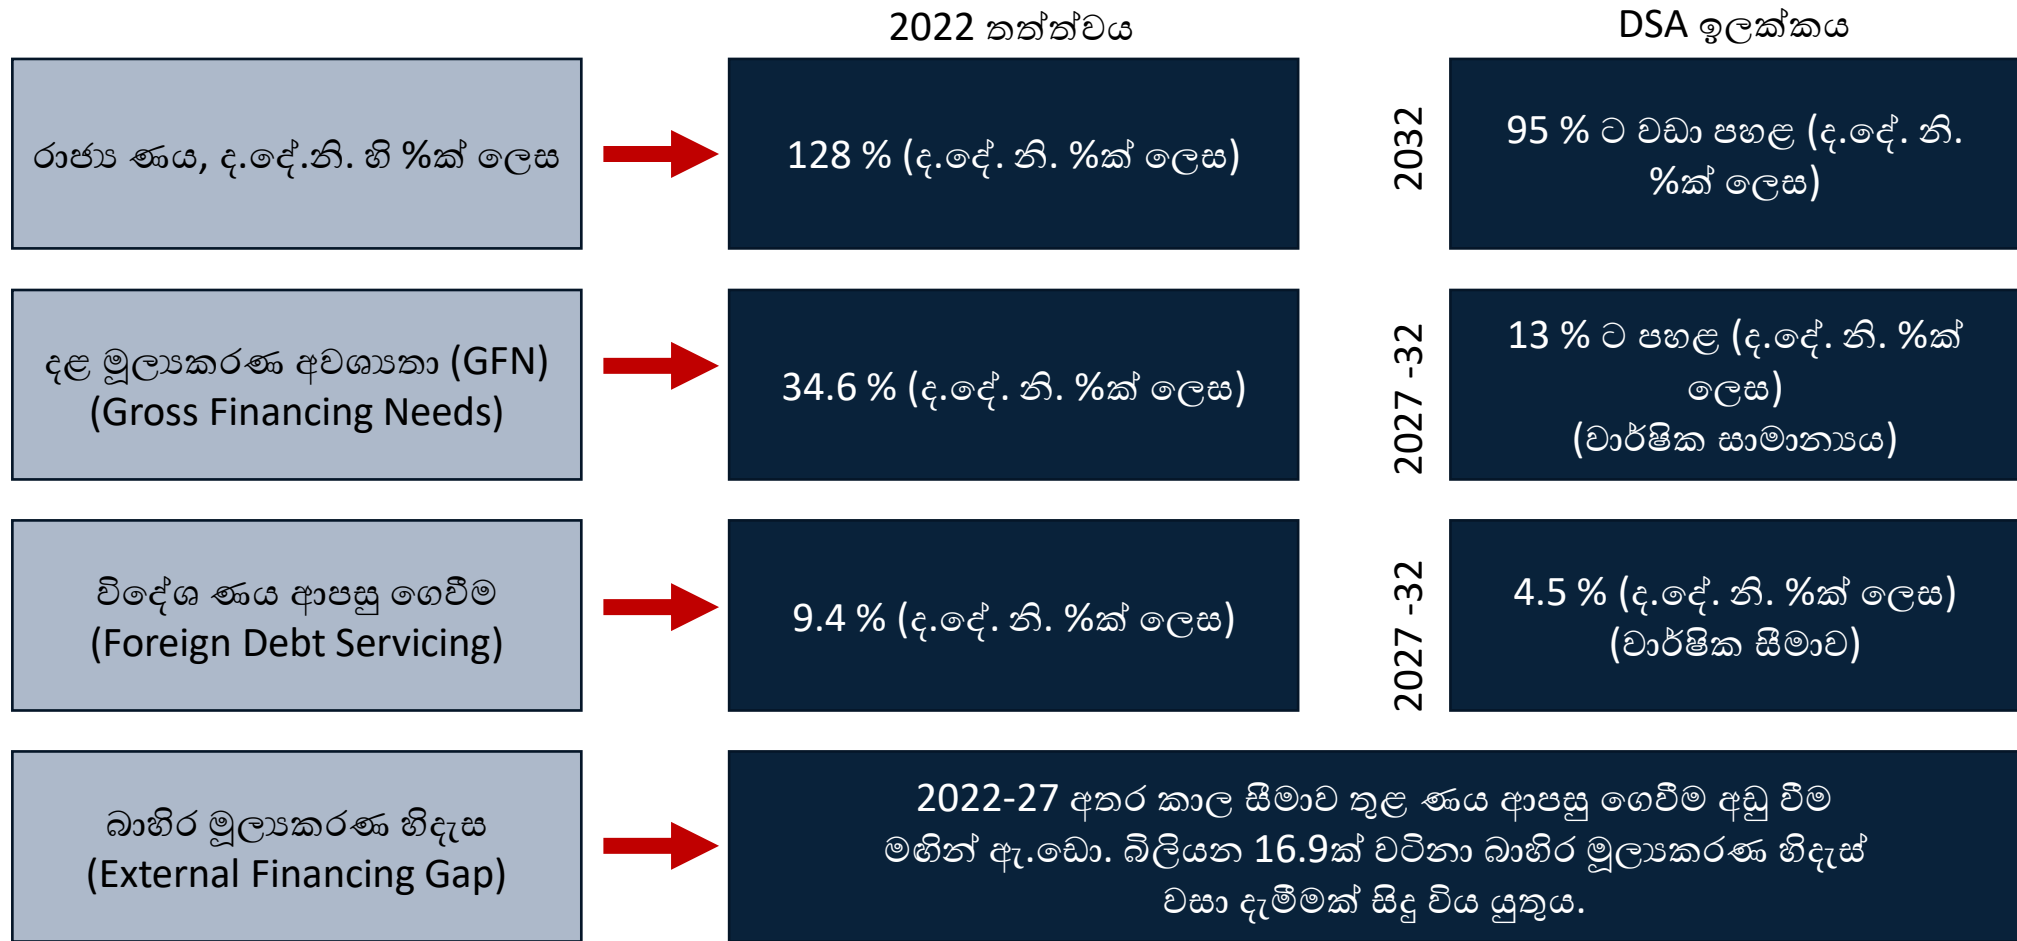 2022 තත්ත්වය
DSA ඉලක්කය
රාජ්‍ය ණය, ද.දේ.නි. හි %ක් ලෙස
128 % (ද.දේ. නි. %ක් ලෙස)
2032
95 % ට වඩා පහළ (ද.දේ. නි.
%ක් ලෙස)
දළ මූල්‍යකරණ අවශ්‍යතා (GFN)
(Gross Financing Needs)
34.6 % (ද.දේ. නි. %ක් ලෙස)
2027 -32
13 % ට පහළ (ද.දේ. නි. %ක්
ලෙස)
(වාර්ෂික සාමාන්‍යය)
විදේශ ණය ආපසු ගෙවීම
(Foreign Debt Servicing)
9.4 % (ද.දේ. නි. %ක් ලෙස)
2027 -32
4.5 % (ද.දේ. නි. %ක් ලෙස)
(වාර්ෂික සීමාව)
බාහිර මූල්‍යකරණ හිදැස
(External Financing Gap)
2022-27 අතර කාල සීමාව තුළ ණය ආපසු ගෙවීම අඩු වීම
මඟින් ඇ.ඩො. බිලියන 16.9ක් වටිනා බාහිර මූල්‍යකරණ හිදැස්
වසා දැමීමක් සිදු විය යුතුය.